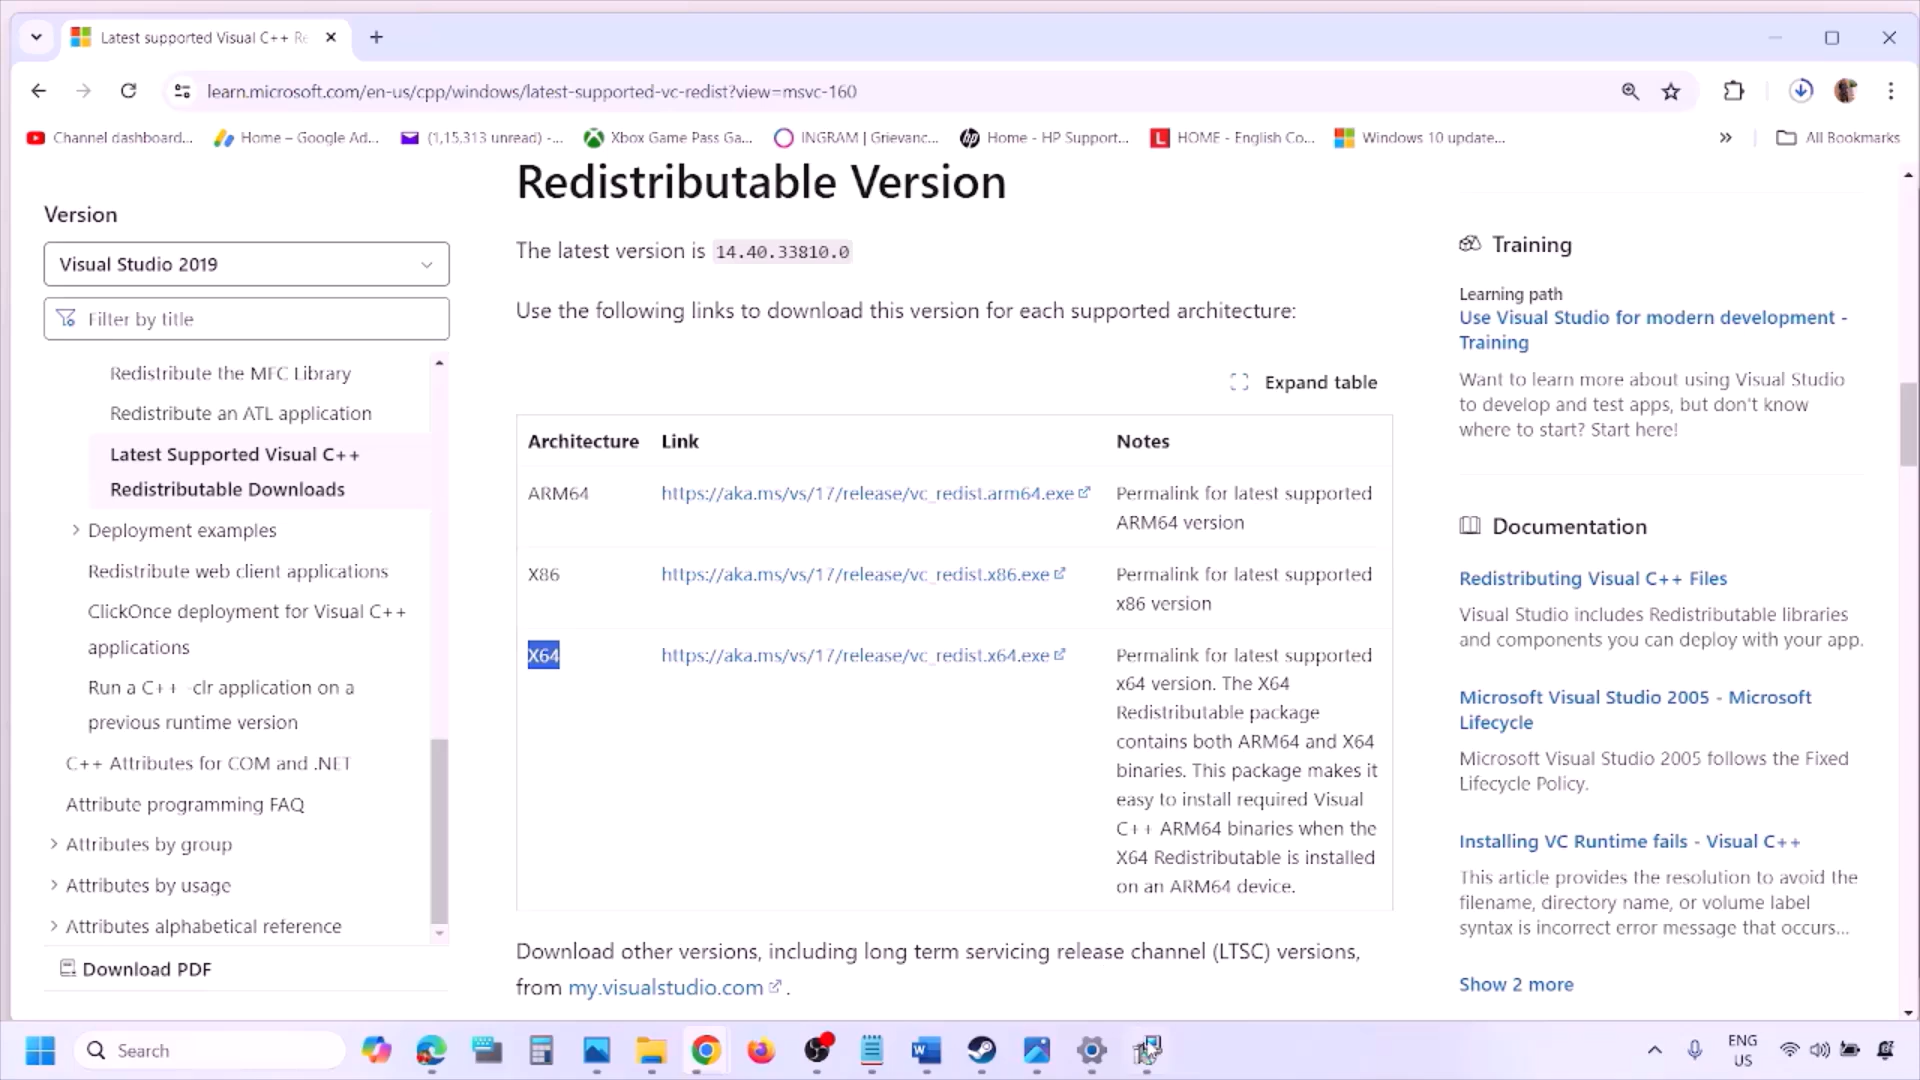 Latest supported Visual C++ Re
learn.microsoft.com/en-us/cpp/windows/latest-supported-vc-redist?view=msvc-160
Channel dashboard...
Home – Google Ad...
(1,15,313 unread) -...
Xbox Game Pass Ga...
INGRAM | Grievanc...
Home - HP Support...
HOME - English Co...
Windows 10 update...
All Bookmarks
Version
Visual Studio 2019
Filter by title
Redistribute the MFC Library
Redistribute an ATL application
Latest Supported Visual C++
Redistributable Downloads
Deployment examples
Redistribute web client applications
ClickOnce deployment for Visual C++
applications
Run a C++ -clr application on a
previous runtime version
C++ Attributes for COM and .NET
Attribute programming FAQ
Attributes by group
Attributes by usage
Attributes alphabetical reference
Download PDF
Redistributable Version
The latest version is 14.40.33810.0
Use the following links to download this version for each supported architecture:
Expand table
Architecture Link Notes
ARM64 https://aka.ms/vs/17/release/vc_redist.arm64.exe Permalink for latest supported
ARM64 version
X86 https://aka.ms/vs/17/release/vc_redist.x86.exe Permalink for latest supported
x86 version
X64 https://aka.ms/vs/17/release/vc_redist.x64.exe Permalink for latest supported
x64 version. The X64
Redistributable package
contains both ARM64 and X64
binaries. This package makes it
easy to install required Visual
C++ ARM64 binaries when the
X64 Redistributable is installed
on an ARM64 device.
Download other versions, including long term servicing release channel (LTSC) versions,
from my.visualstudio.com .
Training
Learning path
Use Visual Studio for modern development -
Training
Want to learn more about using Visual Studio
to develop and test apps, but don't know
where to start? Start here!
Documentation
Redistributing Visual C++ Files
Visual Studio includes Redistributable libraries
and components you can deploy with your app.
Microsoft Visual Studio 2005 - Microsoft
Lifecycle
Microsoft Visual Studio 2005 follows the Fixed
Lifecycle Policy.
Installing VC Runtime fails - Visual C++
This article provides the resolution to avoid the
filename, directory name, or volume label
syntax is incorrect error message that occurs...
Show 2 more
Search
ENG
US